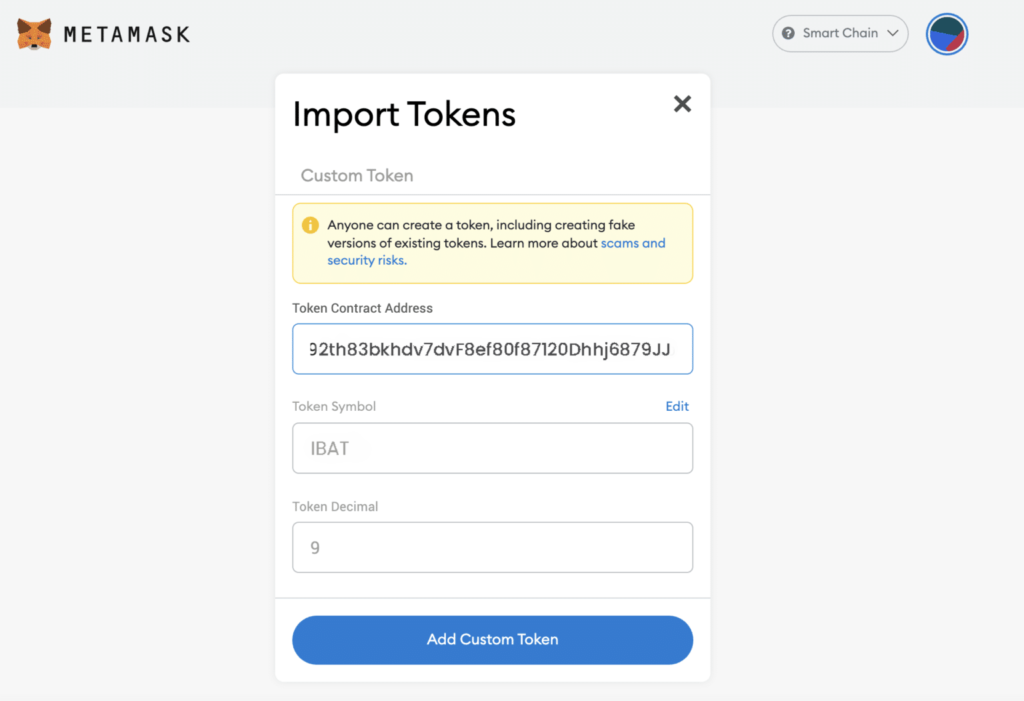 METAMASK
Smart Chain
Import Tokens
Custom Token
Anyone can create a token, including creating fake
versions of existing tokens. Learn more about scams and
security risks.
Token Contract Address
92th83bkhdv7dvF8ef80f87120Dhhj6879JJ
Token Symbol
Edit
IBAT
Token Decimal
9
Add Custom Token